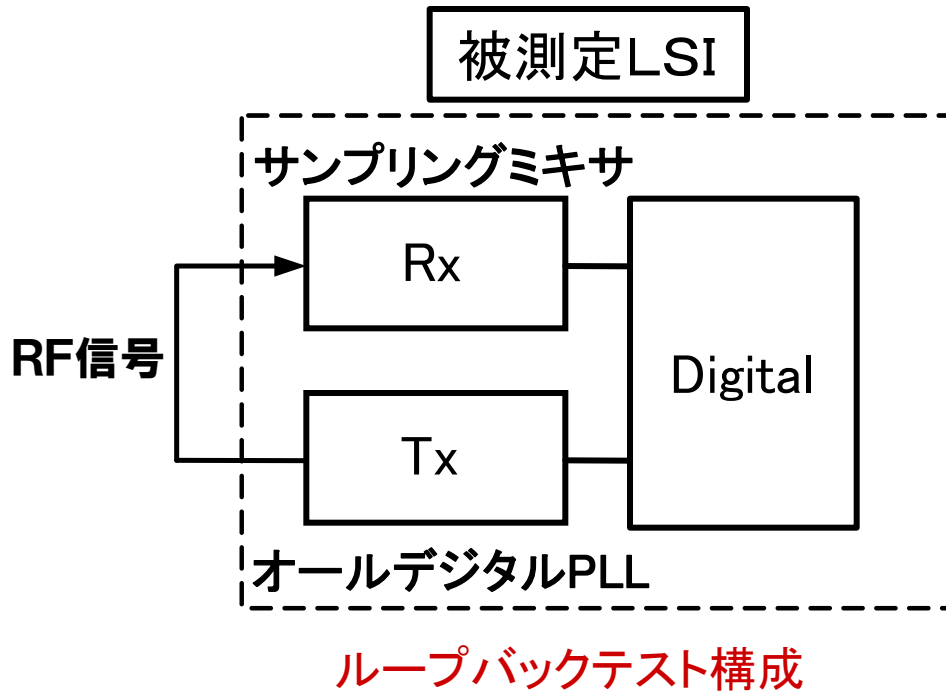 被測定LSI
サンプリングミキサ
Rx
RF信号
Digital
Tx
オールデジタルPLL
ループバックテスト構成